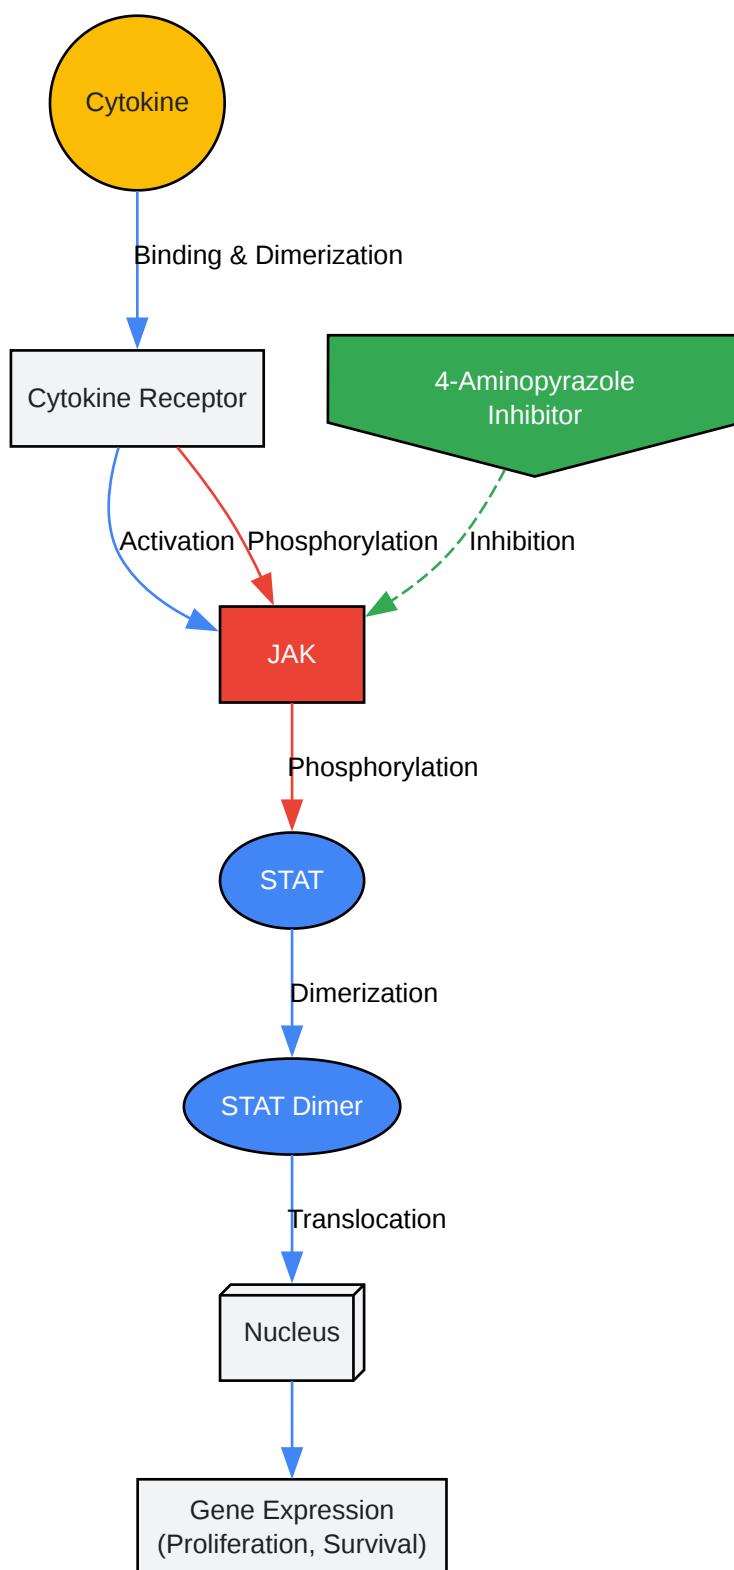 Cytokine
Binding & Dimerization
Cytokine Receptor
4-Aminopyrazole
Inhibitor
Activation
Phosphorylation
Inhibition
JAK
Phosphorylation
STAT
Dimerization
STAT Dimer
Translocation
Nucleus
Gene Expression
(Proliferation, Survival)